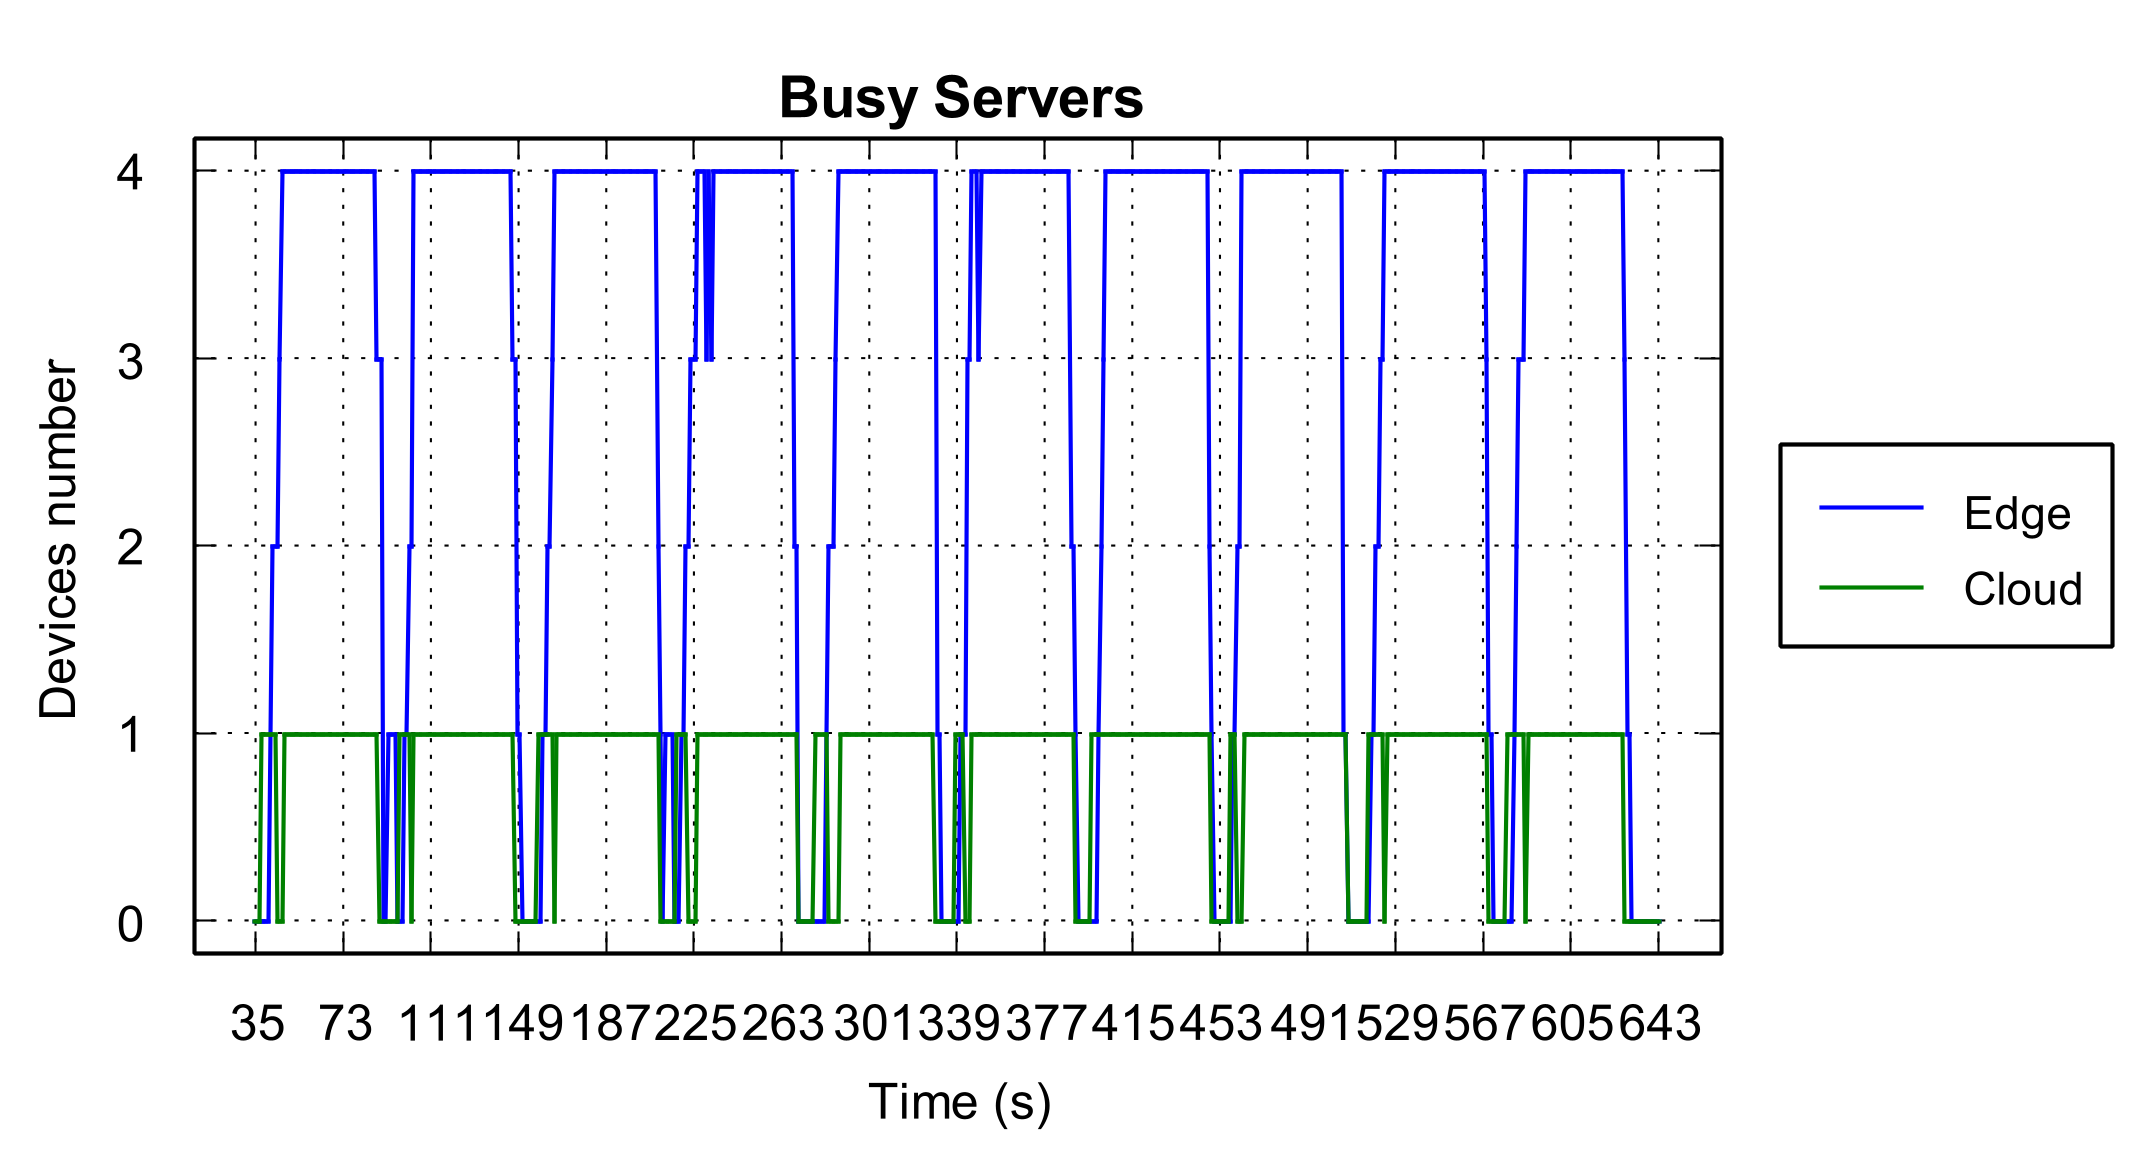 Busy Servers
4
3
2
1
0
Devices number
35 73 111 149 187 225 263 301 339 377 415 453 491 529 567 605 643
Time (s)
Edge
Cloud